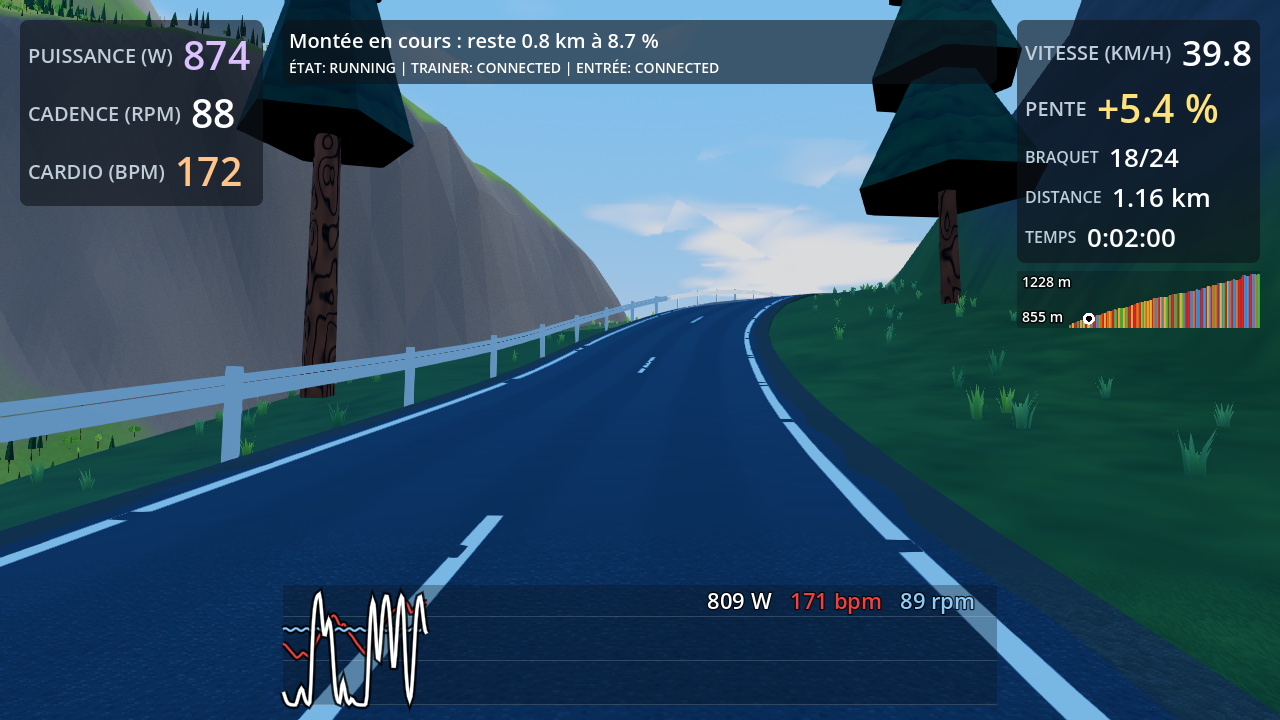 PUISSANCE (W) 874
CADENCE (RPM) 88
CARDIO (BPM) 172
Montée en cours : reste 0.8 km à 8.7 %
ÉTAT: RUNNING | TRAINER: CONNECTED | ENTRÉE: CONNECTED
VITESSE (KM/H) 39.8
PENTE +5.4 %
BRAQUET 18/24
DISTANCE 1.16 km
TEMPS 0:02:00
1228 m
855 m
809 W 171 bpm 89 rpm